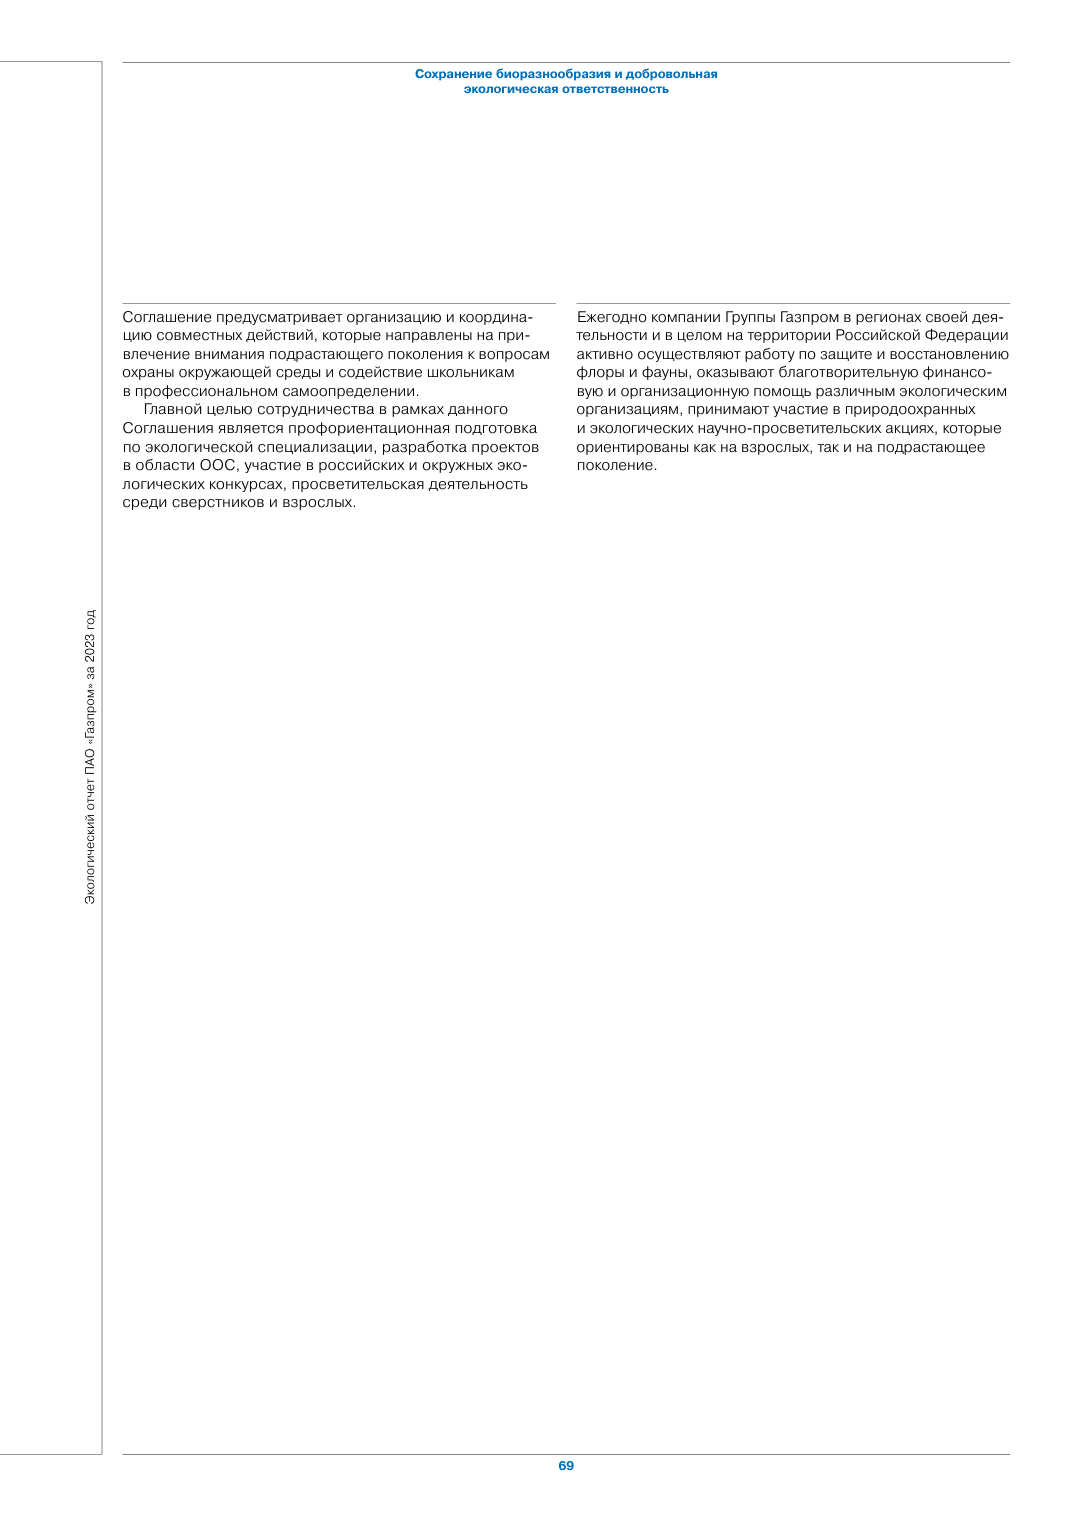 Сохранение биоразнообразия и добровольная
экологическая ответственность
Соглашение предусматривает организацию и координа-
цию совместных действий, которые направлены на при-
влечение внимания подрастающего поколения к вопросам
охраны окружающей среды и содействие школьникам
в профессиональном самоопределении.
Главной целью сотрудничества в рамках данного
Соглашения является профориентационная подготовка
по экологической специализации, разработка проектов
в области ООС, участие в российских и окружных эко-
логических конкурсах, просветительская деятельность
среди сверстников и взрослых.
Ежегодно компании Группы Газпром в регионах своей дея-
тельности и в целом на территории Российской Федерации
активно осуществляют работу по защите и восстановлению
флоры и фауны, оказывают благотворительную финансо-
вую и организационную помощь различным экологическим
организациям, принимают участие в природоохранных
и экологических научно-просветительских акциях, которые
ориентированы как на взрослых, так и на подрастающее
поколение.
Экологический отчет ПАО «Газпром» за 2023 год
69